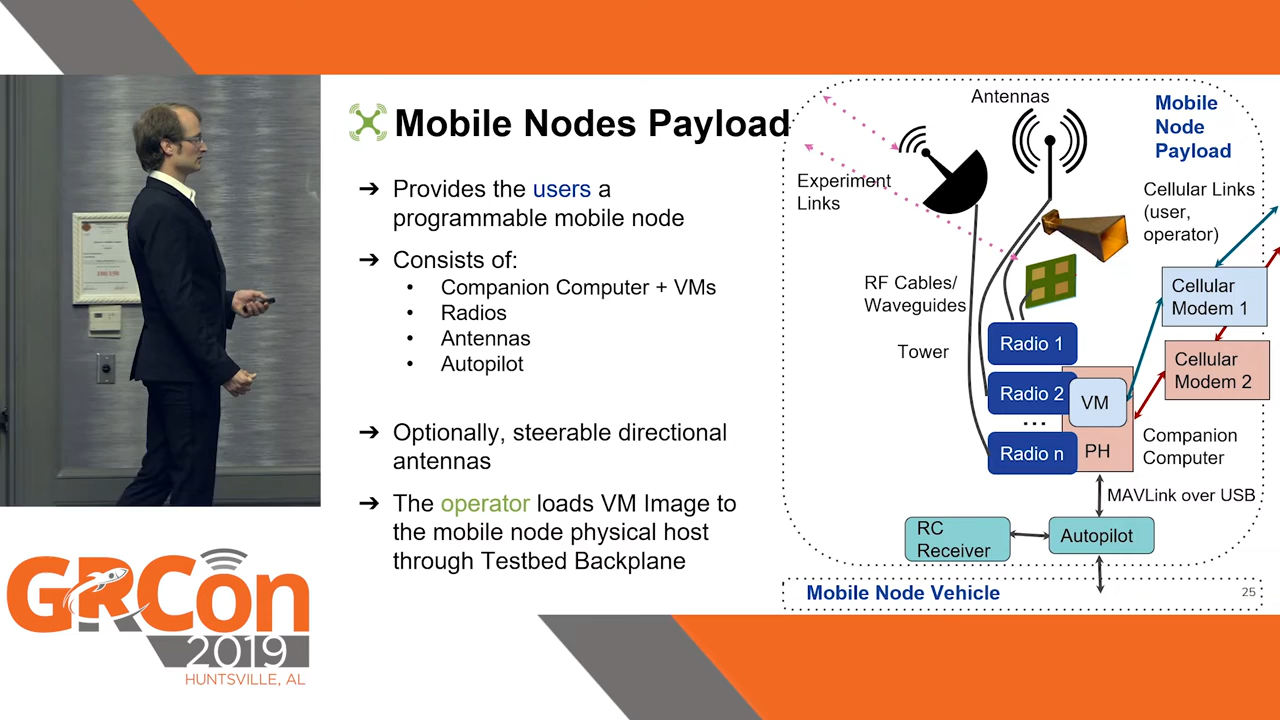 Mobile Nodes Payload
➔ Provides the users a
programmable mobile node
➔ Consists of:
• Companion Computer + VMs
• Radios
• Antennas
• Autopilot
➔ Optionally, steerable directional
antennas
➔ The operator loads VM Image to
the mobile node physical host
through Testbed Backplane
Antennas
Mobile
Node
Payload
Experiment
Links
Cellular Links
(user,
operator)
RF Cables/
Waveguides
Tower
Cellular
Modem 1
Cellular
Modem 2
Radio 1
Radio 2
...
Radio n
VM
PH
Companion
Computer
MAVLink over USB
RC
Receiver
Autopilot
Mobile Node Vehicle
25
GRCon
2019
HUNTSVILLE, AL